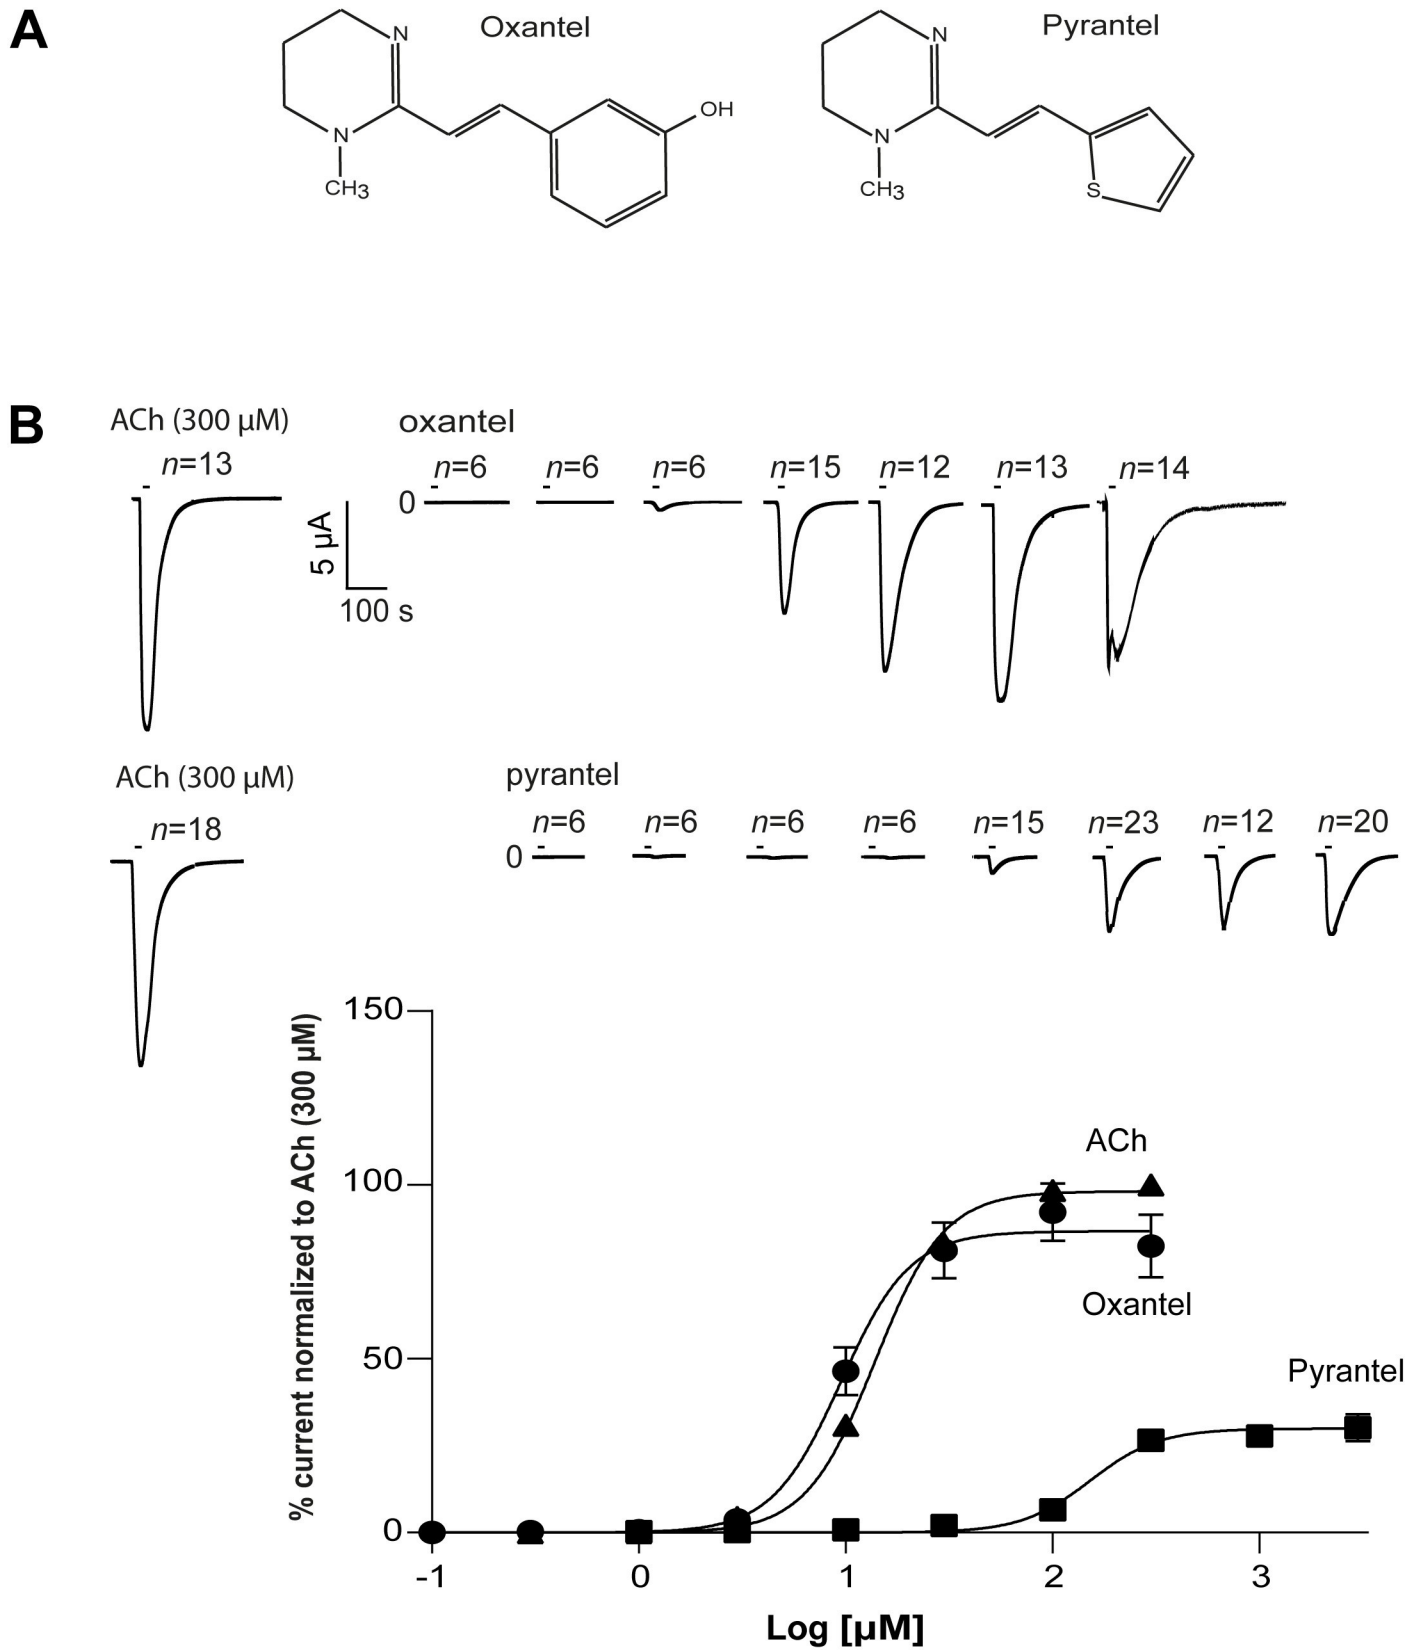 A
Oxantel
Pyrantel
N
N
OH
N
N
CH3
CH3
S
B
ACh (300 µM)
oxantel
n=13
n=6
n=6
n=6
n=15
n=12
n=13
n=14
0
5 µA
100 s
ACh (300 µM)
pyrantel
n=18
n=6
n=6
n=6
n=6
n=15
n=23
n=12
n=20
0
% current normalized to ACh (300 µM)
150
100
50
0
ACh
Oxantel
Pyrantel
-1
0
1
2
3
Log [µM]